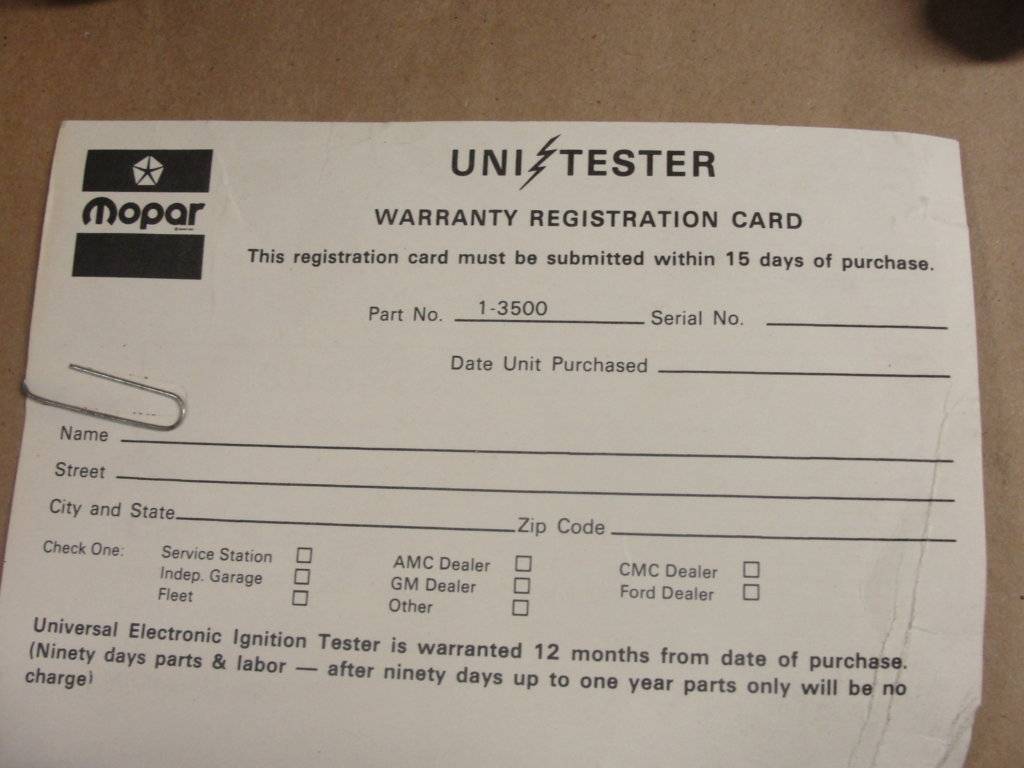 mopar
UNI TESTER
WARRANTY REGISTRATION CARD
This registration card must be submitted within 15 days of purchase.
Part No. 1-3500 Serial No.
Date Unit Purchased
Name
Street
City and State Zip Code
Check One: Service Station AMC Dealer CMC Dealer
Indep. Garage GM Dealer Ford Dealer
Fleet Other
Universal Electronic Ignition Tester is warranted 12 months from date of purchase.
(Ninety days parts & labor — after ninety days up to one year parts only will be no
charge)